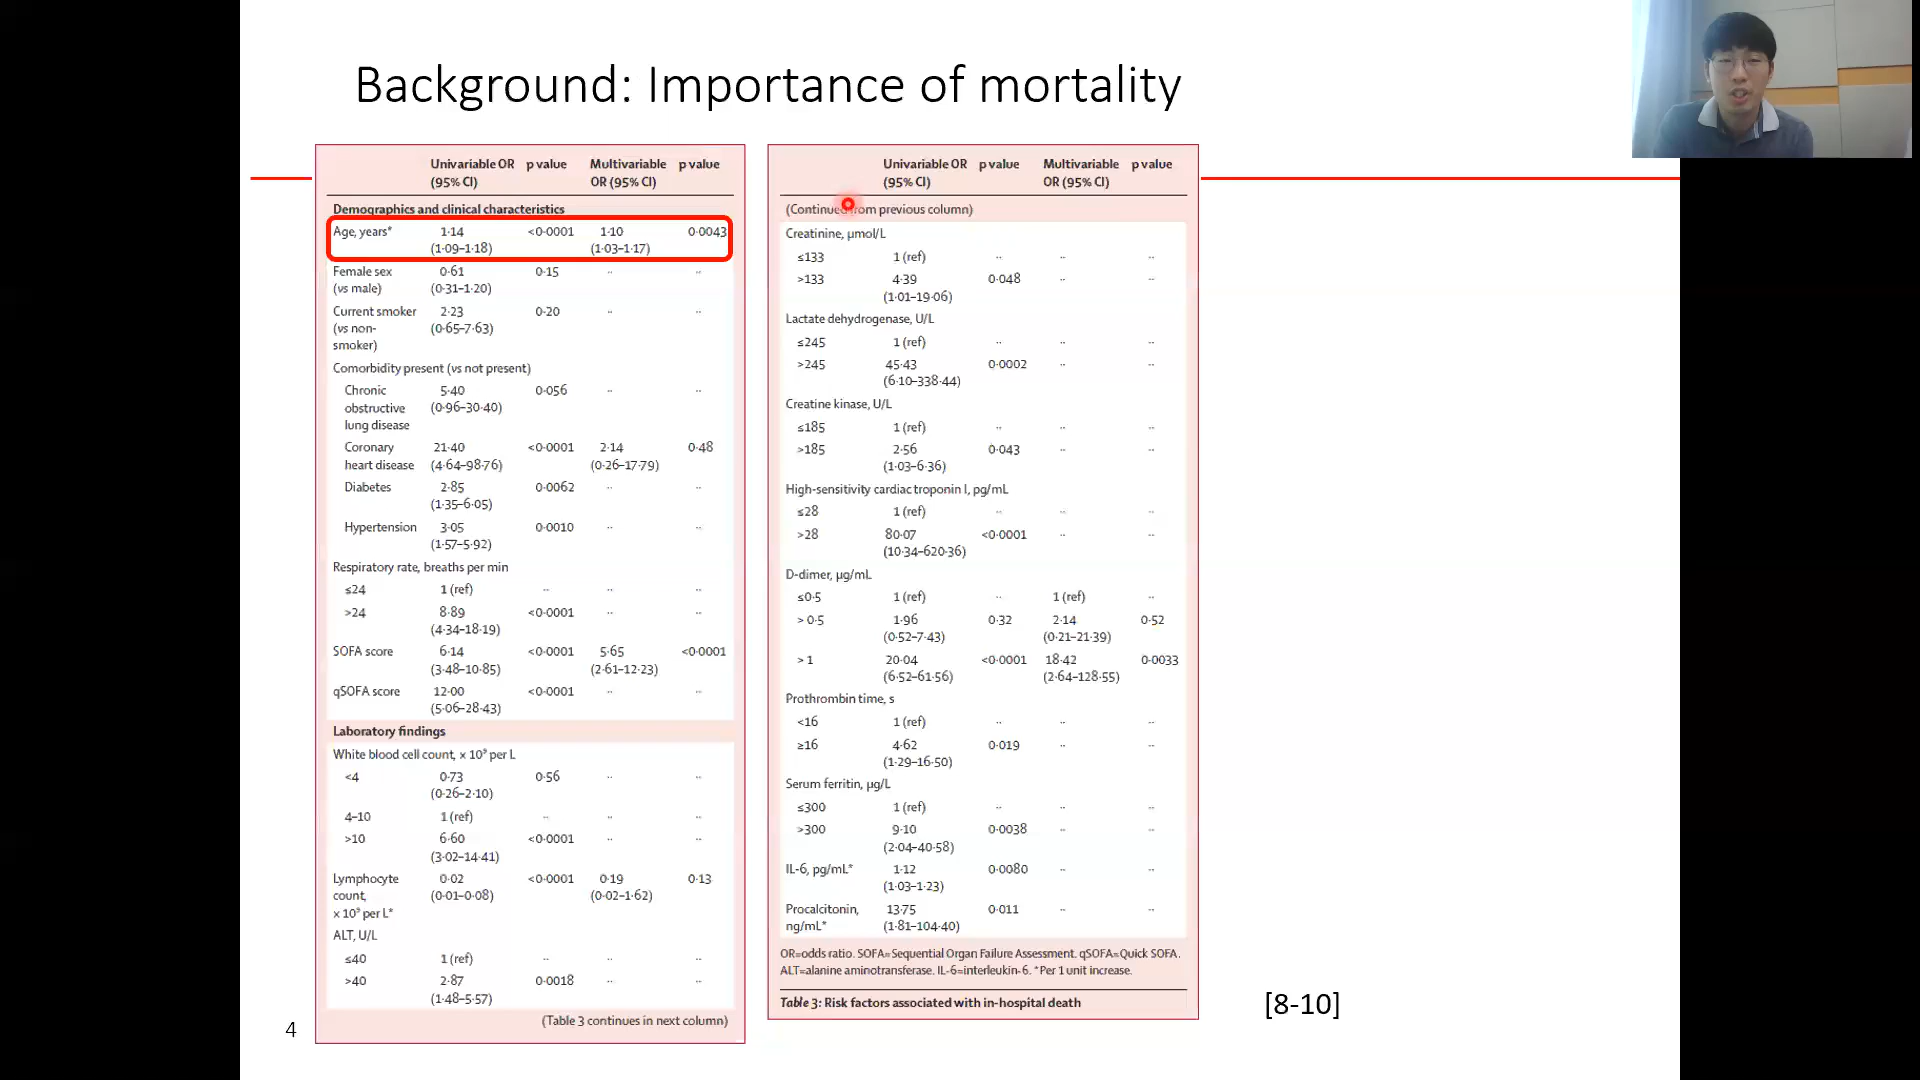 Background: Importance of mortality
Univariable OR (95% CI) p value Multivariable OR (95% CI) p value
Demographics and clinical characteristics
Age, years* 1·14 (1·09–1·18) <0·0001 1·10 (1·03–1·17) 0·0043
Female sex (vs male) 0·61 (0·31–1·20) 0·15 ·· ··
Current smoker (vs non-smoker) 2·23 (0·65–7·63) 0·20 ·· ··
Comorbidity present (vs not present)
Chronic obstructive lung disease 5·40 (0·96–30·40) 0·056 ·· ··
Coronary heart disease 21·40 (4·64–98·76) <0·0001 2·14 (0·26–17·79) 0·48
Diabetes 2·85 (1·35–6·05) 0·0062 ·· ··
Hypertension 3·05 (1·57–5·92) 0·0010 ·· ··
Respiratory rate, breaths per min
≤24 1 (ref) ·· ·· ··
>24 8·89 (4·34–18·19) <0·0001 ·· ··
SOFA score 6·14 (3·48–10·85) <0·0001 5·65 (2·61–12·23) <0·0001
qSOFA score 12·00 (5·06–28·43) <0·0001 ·· ··
Laboratory findings
White blood cell count, x 10⁹ per L
<4 0·73 (0·26–2·10) 0·56 ·· ··
4–10 1 (ref) ·· ·· ··
>10 6·60 (3·02–14·41) <0·0001 ·· ··
Lymphocyte count, x 10⁹ per L* 0·02 (0·01–0·08) <0·0001 0·19 (0·02–1·62) 0·13
ALT, U/L
≤40 1 (ref) ·· ·· ··
>40 2·87 (1·48–5·57) 0·0018 ·· ··
(Table 3 continues in next column)
Univariable OR (95% CI) p value Multivariable OR (95% CI) p value
(Continued from previous column)
Creatinine, μmol/L
≤133 1 (ref) ·· ·· ··
>133 4·39 (1·01–19·06) 0·048 ·· ··
Lactate dehydrogenase, U/L
≤245 1 (ref) ·· ·· ··
>245 45·43 (6·10–338·44) 0·0002 ·· ··
Creatine kinase, U/L
≤185 1 (ref) ·· ·· ··
>185 2·56 (1·03–6·36) 0·043 ·· ··
High-sensitivity cardiac troponin I, pg/mL
≤28 1 (ref) ·· ·· ··
>28 80·07 (10·34–620·36) <0·0001 ·· ··
D-dimer, μg/mL
≤0·5 1 (ref) ·· 1 (ref) ··
> 0·5 1·96 (0·52–7·43) 0·32 2·14 (0·21–21·39) 0·52
> 1 20·04 (6·52–61·56) <0·0001 18·42 (2·64–128·55) 0·0033
Prothrombin time, s
<16 1 (ref) ·· ·· ··
≥16 4·62 (1·29–16·50) 0·019 ·· ··
Serum ferritin, μg/L
≤300 1 (ref) ·· ·· ··
>300 9·10 (2·04–40·58) 0·0038 ·· ··
IL-6, pg/mL* 1·12 (1·03–1·23) 0·0080 ·· ··
Procalcitonin, ng/mL* 13·75 (1·81–104·40) 0·011 ·· ··
OR=odds ratio. SOFA=Sequential Organ Failure Assessment. qSOFA=Quick SOFA.
ALT=alanine aminotransferase. IL-6=interleukin-6. *Per 1 unit increase.
Table 3: Risk factors associated with in-hospital death
[8-10]
4